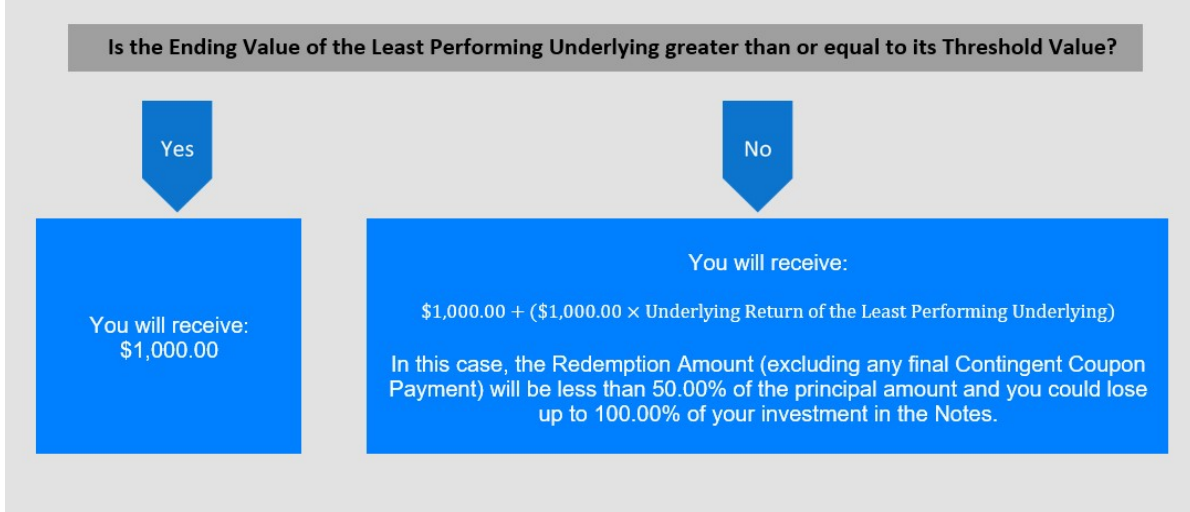 Is the Ending Value of the Least Performing Underlying greater than or equal to its Threshold Value?
Yes
No
You will receive:
$1,000.00
You will receive:
$1,000.00 + ($1,000.00 × Underlying Return of the Least Performing Underlying)
In this case, the Redemption Amount (excluding any final Contingent Coupon
Payment) will be less than 50.00% of the principal amount and you could lose
up to 100.00% of your investment in the Notes.